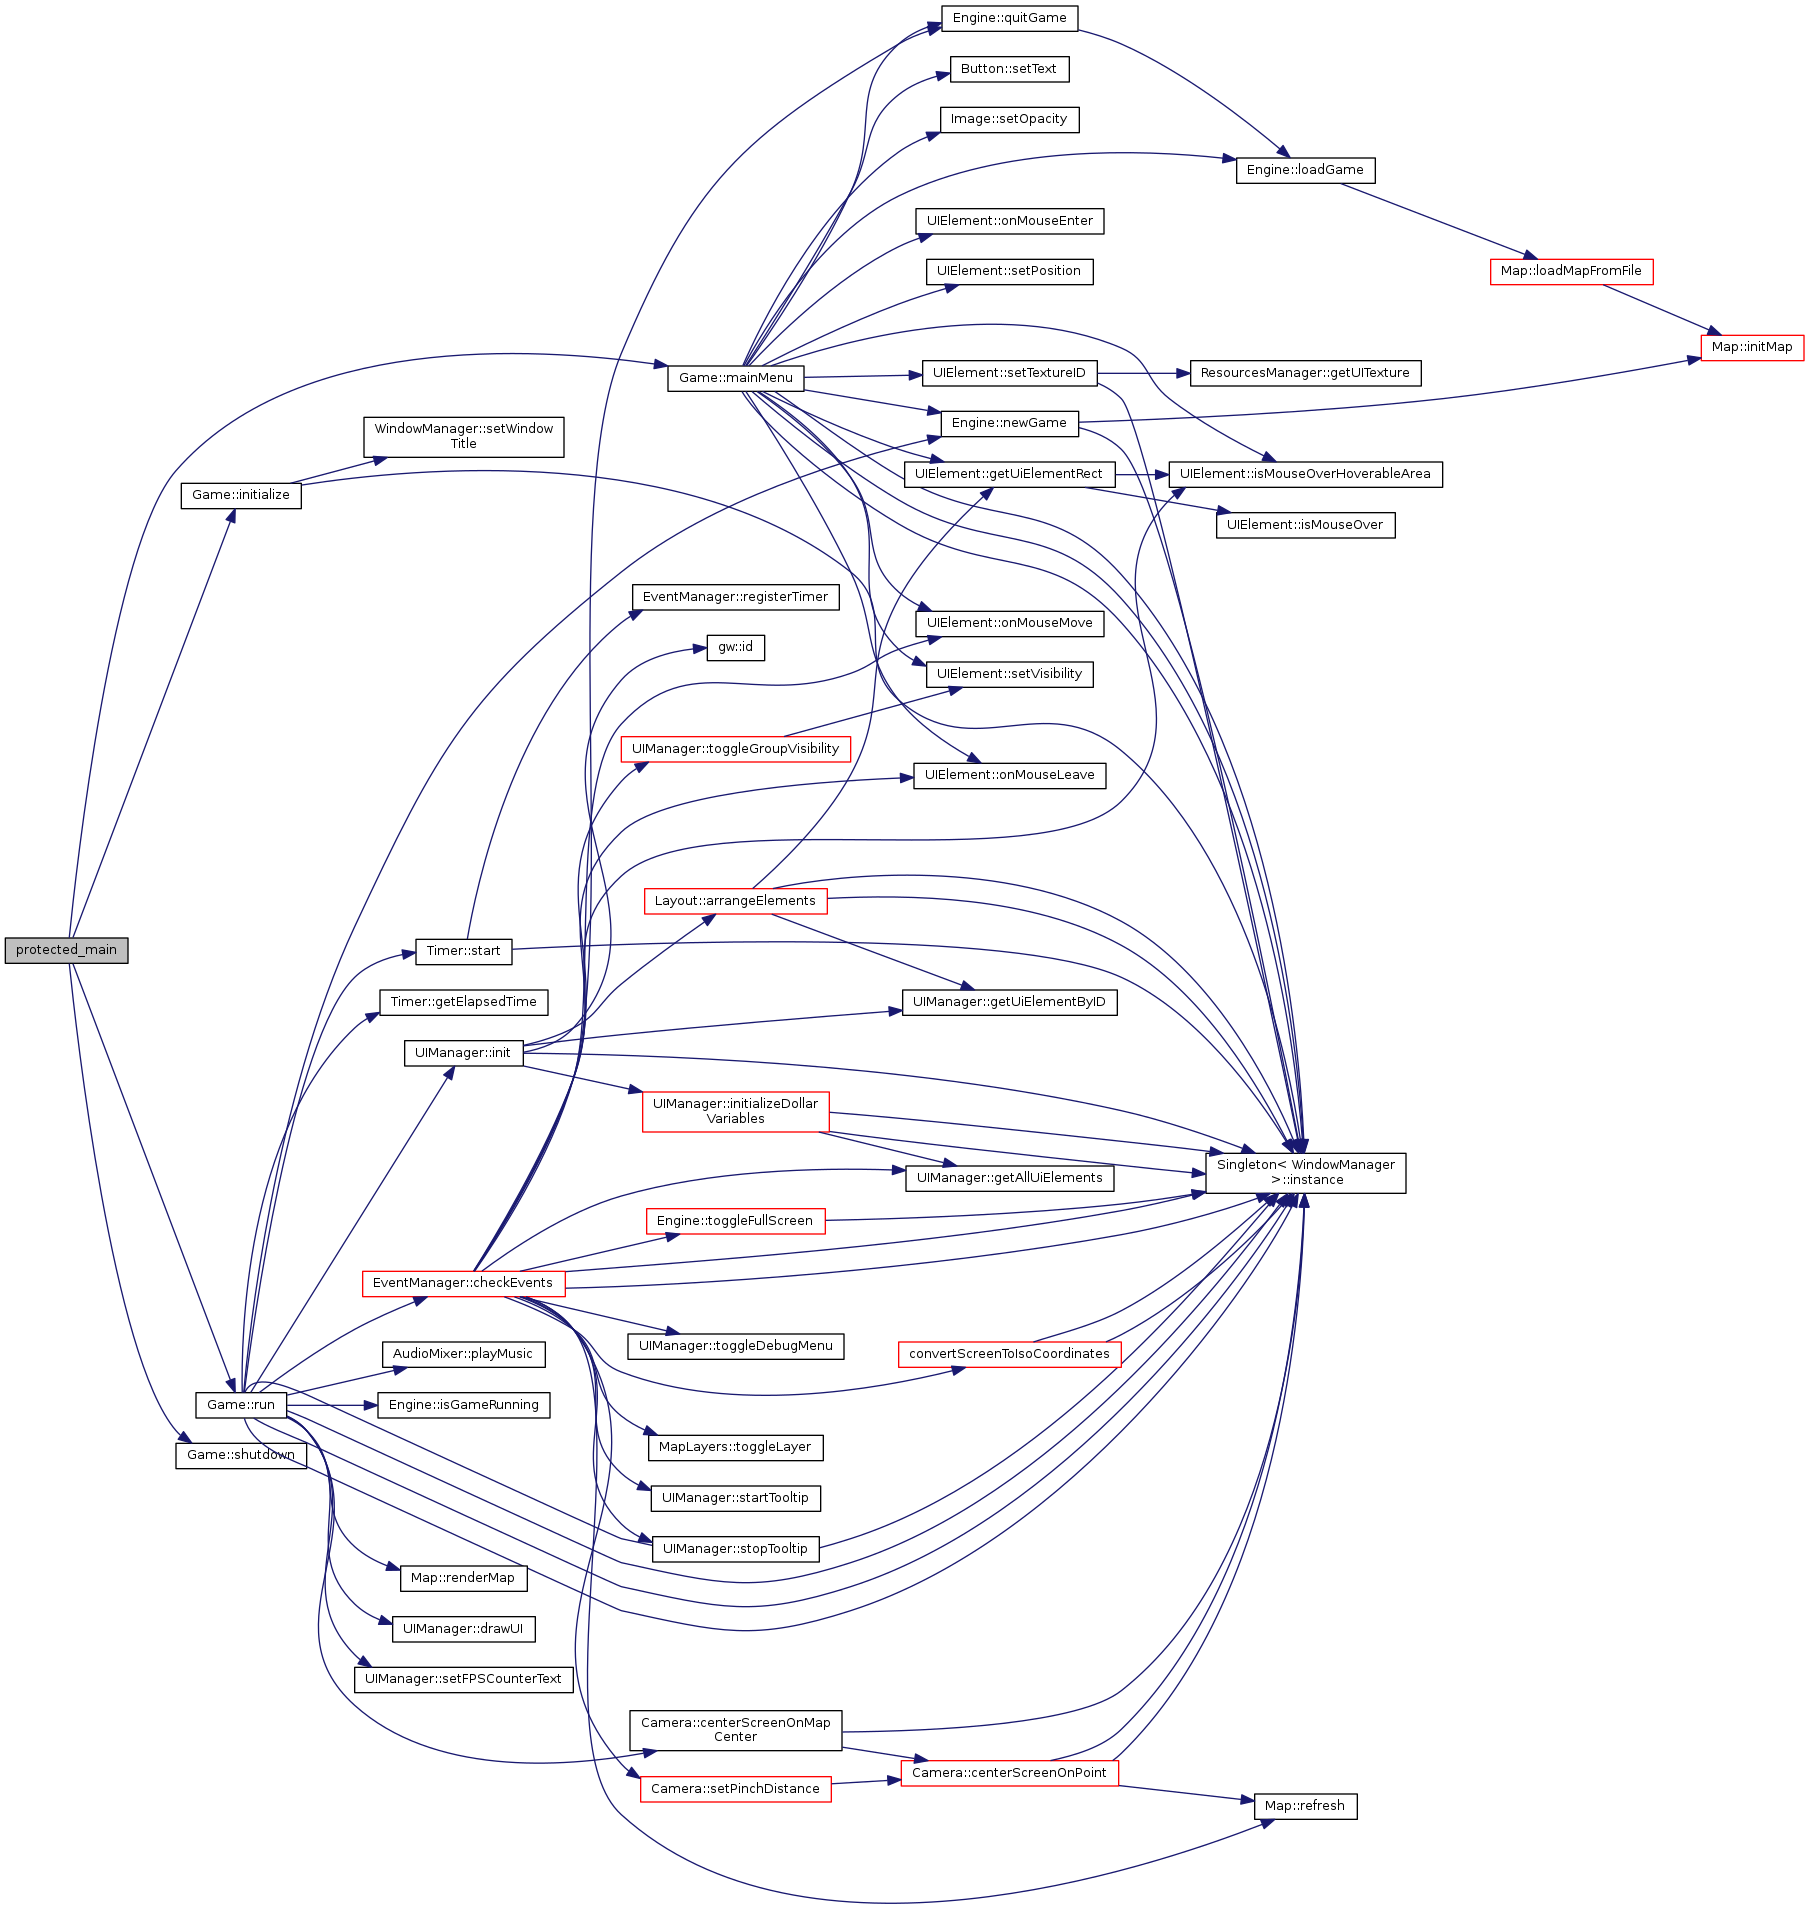 Engine::quitGame
Button::setText
Image::setOpacity
Engine::loadGame
UIElement::onMouseEnter
UIElement::setPosition
Map::loadMapFromFile
Map::initMap
Game::mainMenu
UIElement::setTextureID
ResourcesManager::getUITexture
Engine::newGame
WindowManager::setWindow
Title
UIElement::getUiElementRect
UIElement::isMouseOverHoverableArea
Game::initialize
UIElement::isMouseOver
EventManager::registerTimer
UIElement::onMouseMove
gw::id
UIElement::setVisibility
UIManager::toggleGroupVisibility
UIElement::onMouseLeave
Layout::arrangeElements
protected_main
Timer::start
Timer::getElapsedTime
UIManager::getUiElementByID
UIManager::init
UIManager::initializeDollar
Variables
Singleton< WindowManager
>::instance
UIManager::getAllUiElements
Engine::toggleFullScreen
EventManager::checkEvents
UIManager::toggleDebugMenu
convertScreenToIsoCoordinates
AudioMixer::playMusic
Game::run
Engine::isGameRunning
MapLayers::toggleLayer
Game::shutdown
UIManager::startTooltip
UIManager::stopTooltip
Map::renderMap
UIManager::drawUI
UIManager::setFPSCounterText
Camera::centerScreenOnMap
Center
Camera::centerScreenOnPoint
Camera::setPinchDistance
Map::refresh